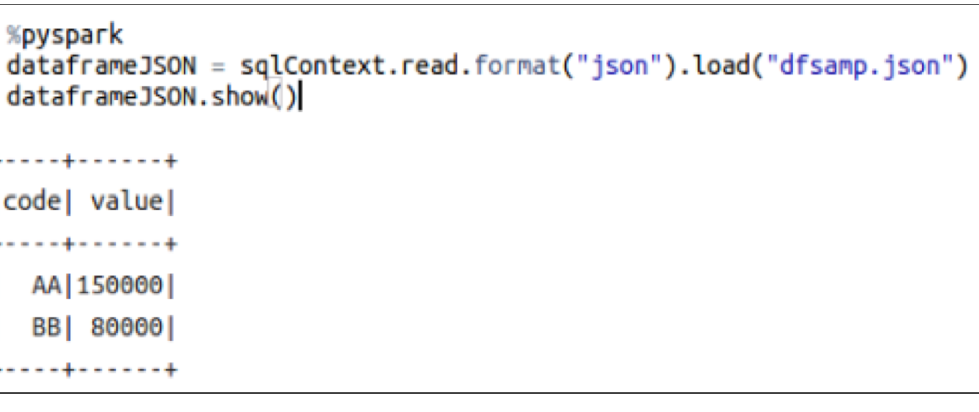 %pyspark
dataframeJSON = sqlContext.read.format("json").load("dfsamp.json")
dataframeJSON.show()
-----+------+
code| value|
-----+------+
AA|150000|
BB| 80000|
-----+------+